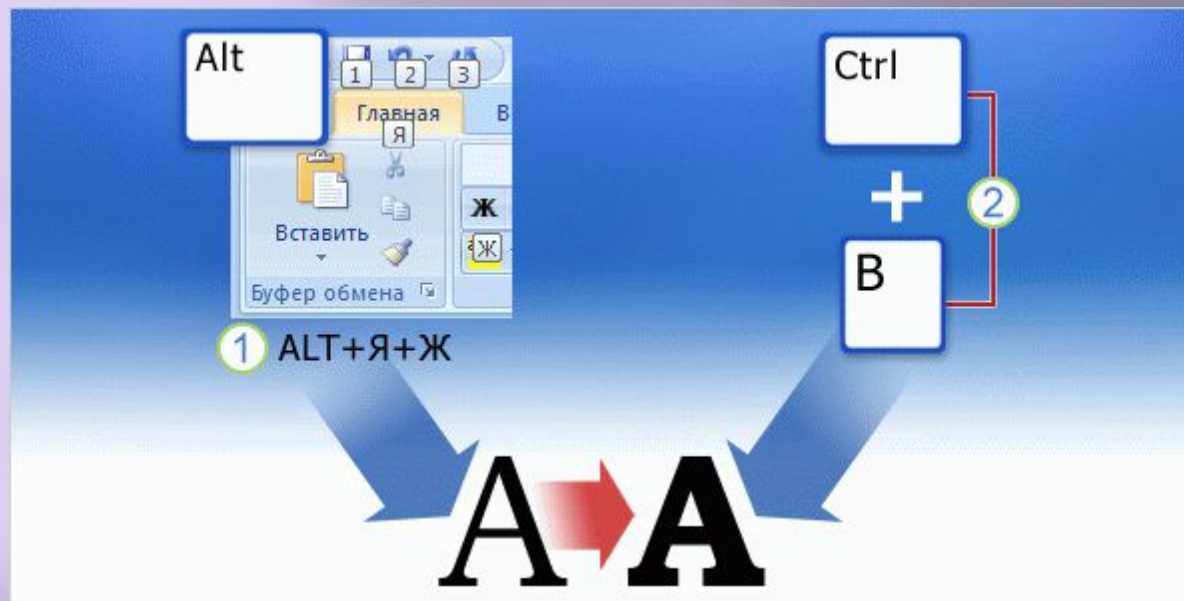 Alt
1 2 3
Главная В
Я
Вставить
Ж
Ж
Буфер обмена
1 ALT+Я+Ж
Ctrl
+
2
B
A A